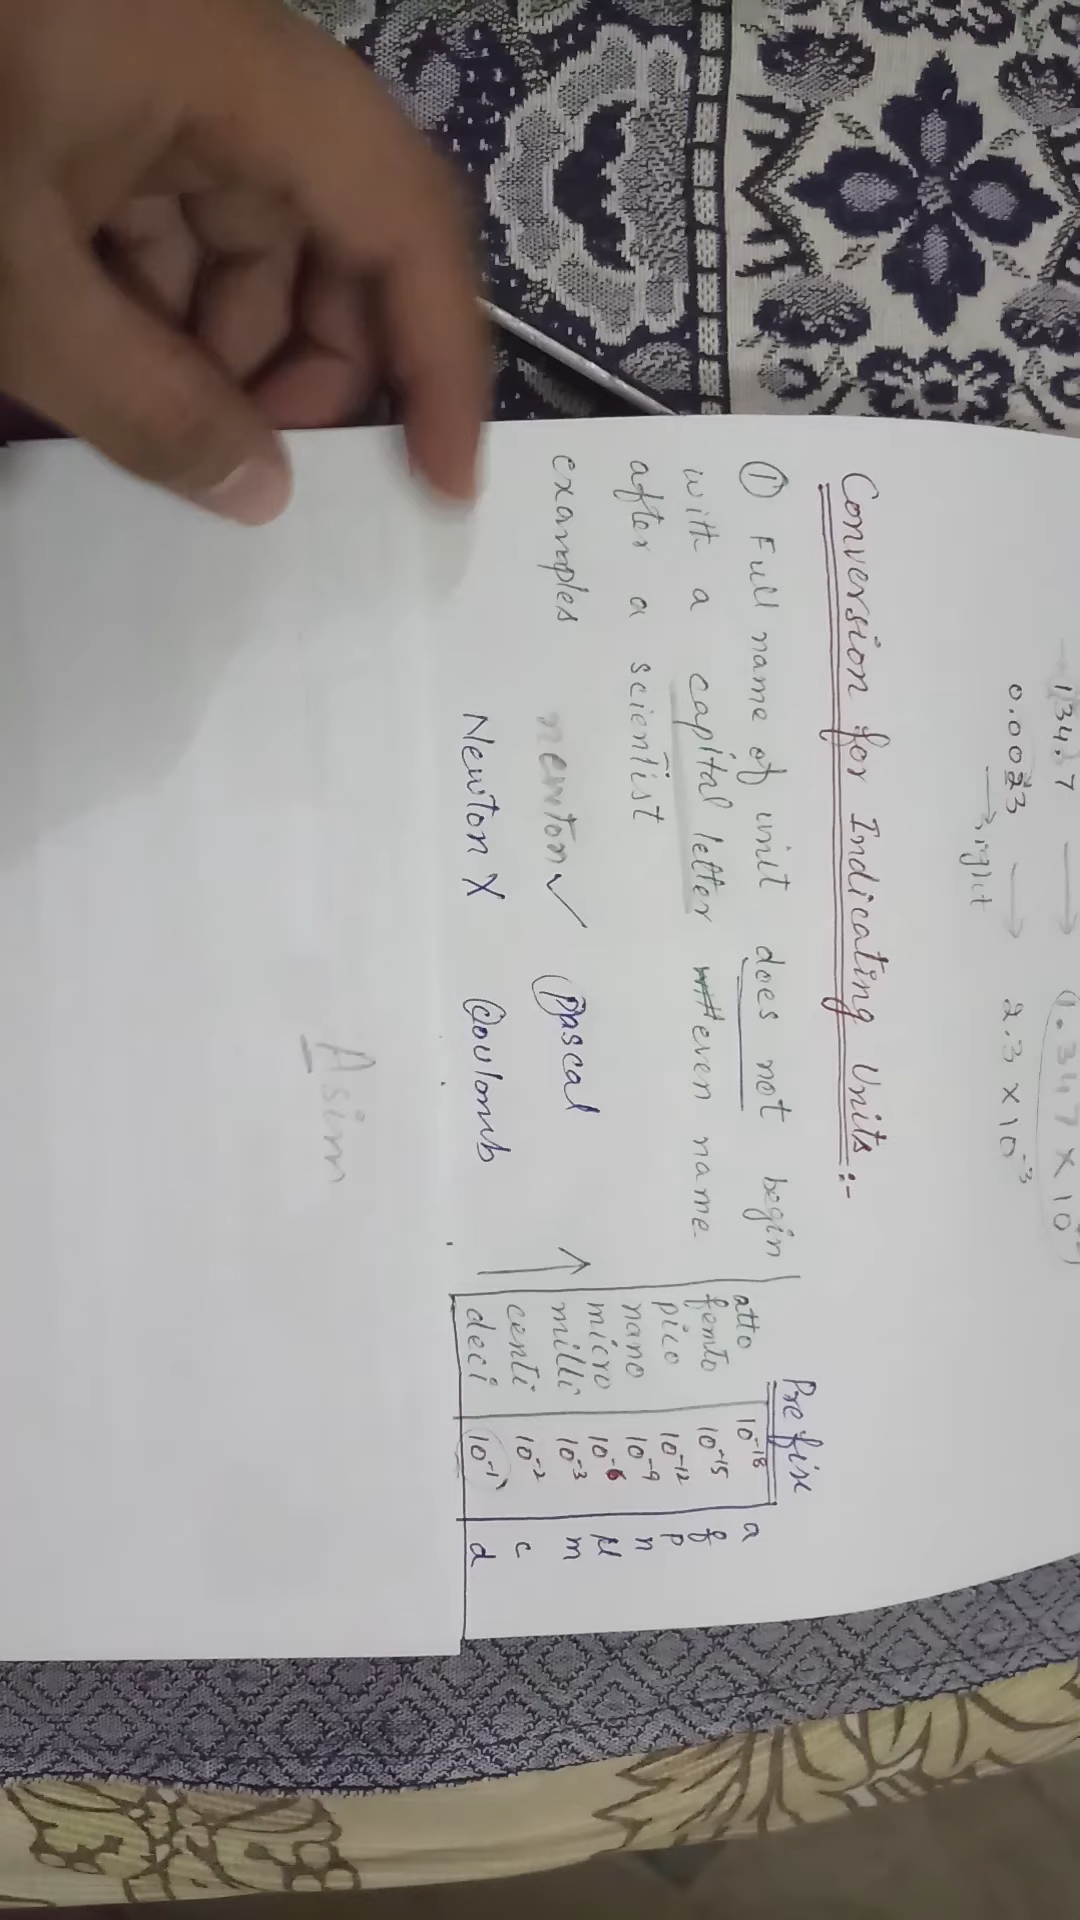 134.7 → 1.347 × 10
0.0023 → 2.3 × 10⁻³
right
Conversion for Indicating Units :-
① Full name of unit does not begin
with a capital letter even name
after a scientist
examples newton ✓ Pascal
Newton X Coulomb
Asim
Prefix
atto 10⁻¹⁸ a
femto 10⁻¹⁵ f
pico 10⁻¹² p
nano 10⁻⁹ n
micro 10⁻⁶ μ
milli 10⁻³ m
centi 10⁻² c
deci 10⁻¹ d